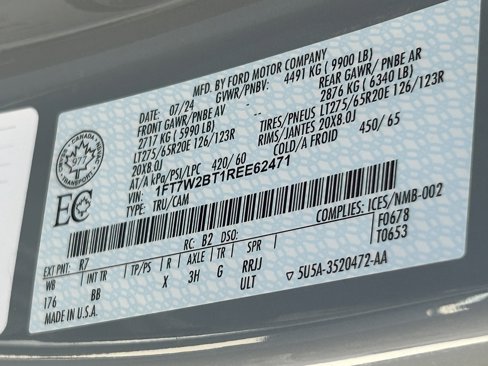 MFD. BY FORD MOTOR COMPANY
DATE: 07/24 GVWR/PNBV: 4491 KG ( 9900 LB)
FRONT GAWR/PNBE AV REAR GAWR/ PNBE AR
2717 KG ( 5990 LB) 2876 KG ( 6340 LB)
LT275/65R20E 126/123R TIRES/PNEUS LT275/65R20E 126/123R
20X8.0J RIMS/JANTES 20X8.0J
AT/A kPa/PSI/LPC 420/60 COLD/A FROID 450/65
VIN: 1FT7W2BT1REE62471
TYPE: TRU/CAM COMPLIES: ICES/NMB-002
F0678
T0653
EXT PNT: R7 RC: B2 DSO:
WB INT TR TP/PS R AXLE TR SPR
176 BB X 3H G RRJJ
ULT
MADE IN U.S.A. 5U5A-3520472-AA
CANADA
977
TRANSPORT
EC